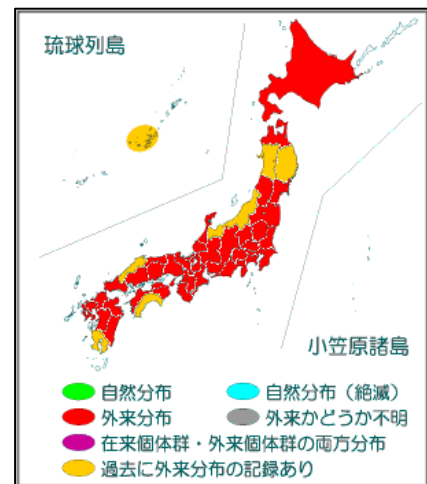 琉球列島
小笠原諸島
自然分布
自然分布（絶滅）
外来分布
外来かどうか不明
在来個体群・外来個体群の両方分布
過去に外来分布の記録あり